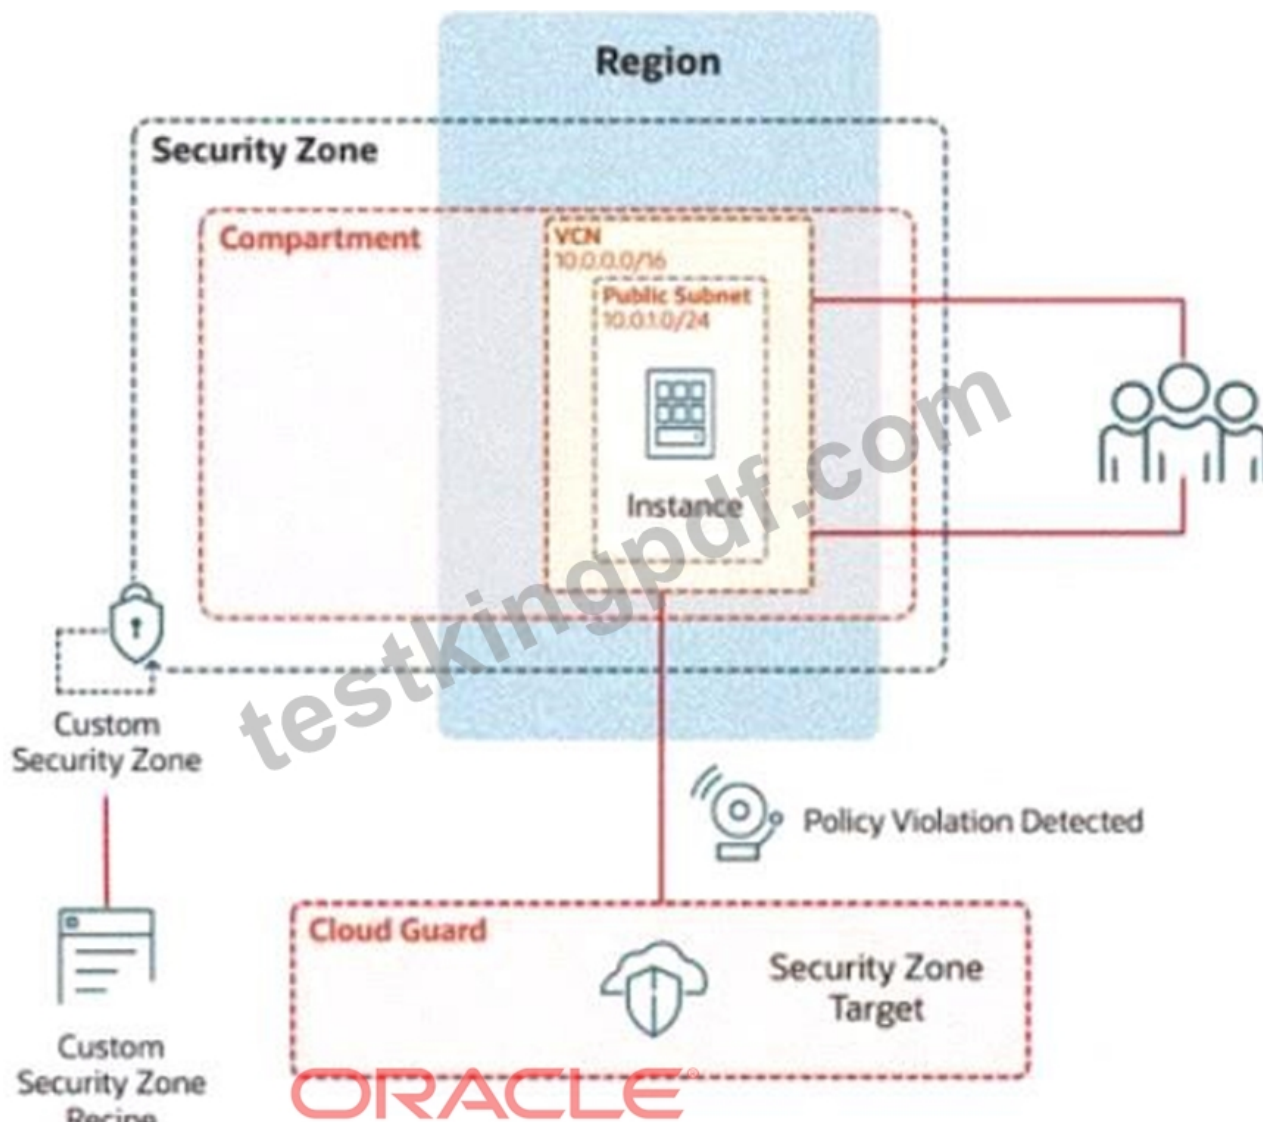 Region
Security Zone
Compartment
VCN
10.0.0.0/16
Public Subnet
10.0.1.0/24
Instance
testkingpdf.com
Custom
Security Zone
Policy Violation Detected
Cloud Guard
Security Zone
Target
Custom
Security Zone
Recipe
ORACLE®